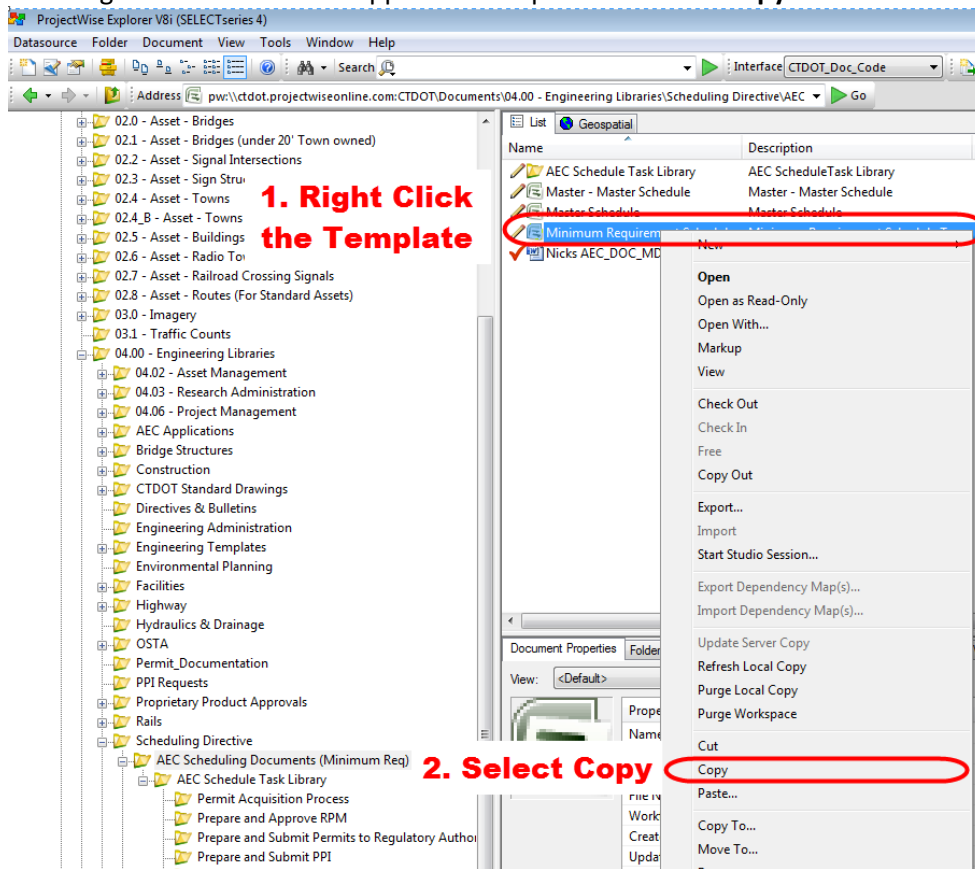 ProjectWise Explorer V8i (SELECTseries 4)
Datasource Folder Document View Tools Window Help
Search Interface CTDOT_Doc_Code
Address pw:\\ctdot.projectwiseonline.com:CTDOT\Documents\04.00 - Engineering Libraries\Scheduling Directive\AEC Go
02.0 - Asset - Bridges
02.1 - Asset - Bridges (under 20' Town owned)
02.2 - Asset - Signal Intersections
02.3 - Asset - Sign Stru
02.4 - Asset - Towns
02.4_B - Asset - Towns
02.5 - Asset - Buildings
02.6 - Asset - Radio To
02.7 - Asset - Railroad Crossing Signals
02.8 - Asset - Routes (For Standard Assets)
03.0 - Imagery
03.1 - Traffic Counts
04.00 - Engineering Libraries
04.02 - Asset Management
04.03 - Research Administration
04.06 - Project Management
AEC Applications
Bridge Structures
Construction
CTDOT Standard Drawings
Directives & Bulletins
Engineering Administration
Engineering Templates
Environmental Planning
Facilities
Highway
Hydraulics & Drainage
OSTA
Permit_Documentation
PPI Requests
Proprietary Product Approvals
Rails
Scheduling Directive
AEC Scheduling Documents (Minimum Req)
AEC Schedule Task Library
Permit Acquisition Process
Prepare and Approve RPM
Prepare and Submit Permits to Regulatory Author
Prepare and Submit PPI
1. Right Click
the Template
List Geospatial
Name Description
AEC Schedule Task Library AEC ScheduleTask Library
Master - Master Schedule Master - Master Schedule
Master Schedule Master Schedule
Minimum Requirem
Nicks AEC_DOC_MD
New
Open
Open as Read-Only
Open With...
Markup
View
Check Out
Check In
Free
Copy Out
Export...
Import
Start Studio Session...
Export Dependency Map(s)...
Import Dependency Map(s)...
Update Server Copy
Refresh Local Copy
Purge Local Copy
Purge Workspace
Cut
Copy
Paste...
Copy To...
Move To...
Document Properties Folder
View: <Default>
Prope
Name
2. Select Copy
File N
Work
Creat
Upda